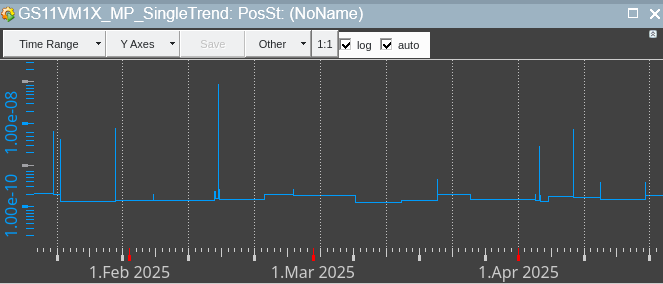 GS11VM1X_MP_SingleTrend: PosSt: (NoName)
Time Range Y Axes Save Other 1:1 log auto
1.00e-08
1.00e-10
1.Feb 2025 1.Mar 2025 1.Apr 2025